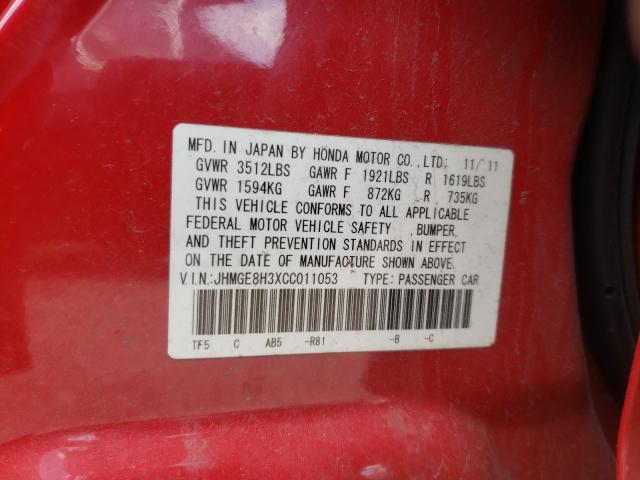 MFD. IN JAPAN BY HONDA MOTOR CO., LTD; 11/11
GVWR 3512LBS GAWR F 1921LBS R 1619LBS
GVWR 1594KG GAWR F 872KG R 735KG
THIS VEHICLE CONFORMS TO ALL APPLICABLE
FEDERAL MOTOR VEHICLE SAFETY , BUMPER,
AND THEFT PREVENTION STANDARDS IN EFFECT
ON THE DATE OF MANUFACTURE SHOWN ABOVE.
V.I.N.:JHMGE8H3XCC011053 TYPE: PASSENGER CAR
TF5 C AB5 -R81 -B -C